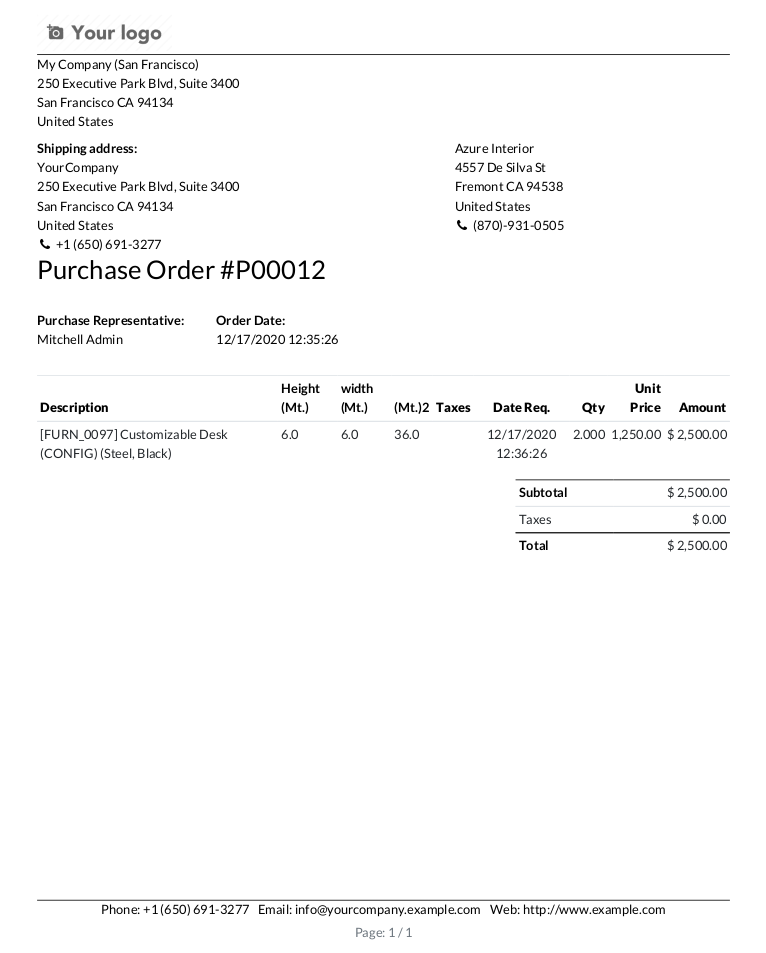 Your logo
My Company (San Francisco)
250 Executive Park Blvd, Suite 3400
San Francisco CA 94134
United States
Shipping address:
YourCompany
250 Executive Park Blvd, Suite 3400
San Francisco CA 94134
United States
+1 (650) 691-3277
Azure Interior
4557 De Silva St
Fremont CA 94538
United States
(870)-931-0505
Purchase Order #P00012
Purchase Representative: Order Date:
Mitchell Admin 12/17/2020 12:35:26
Height width Unit
Description (Mt.) (Mt.) (Mt.)2 Taxes Date Req. Qty Price Amount
[FURN_0097] Customizable Desk 6.0 6.0 36.0 12/17/2020 2.000 1,250.00 $ 2,500.00
(CONFIG) (Steel, Black) 12:36:26
Subtotal $ 2,500.00
Taxes $ 0.00
Total $ 2,500.00
Phone: +1 (650) 691-3277 Email: info@yourcompany.example.com Web: http://www.example.com
Page: 1 / 1